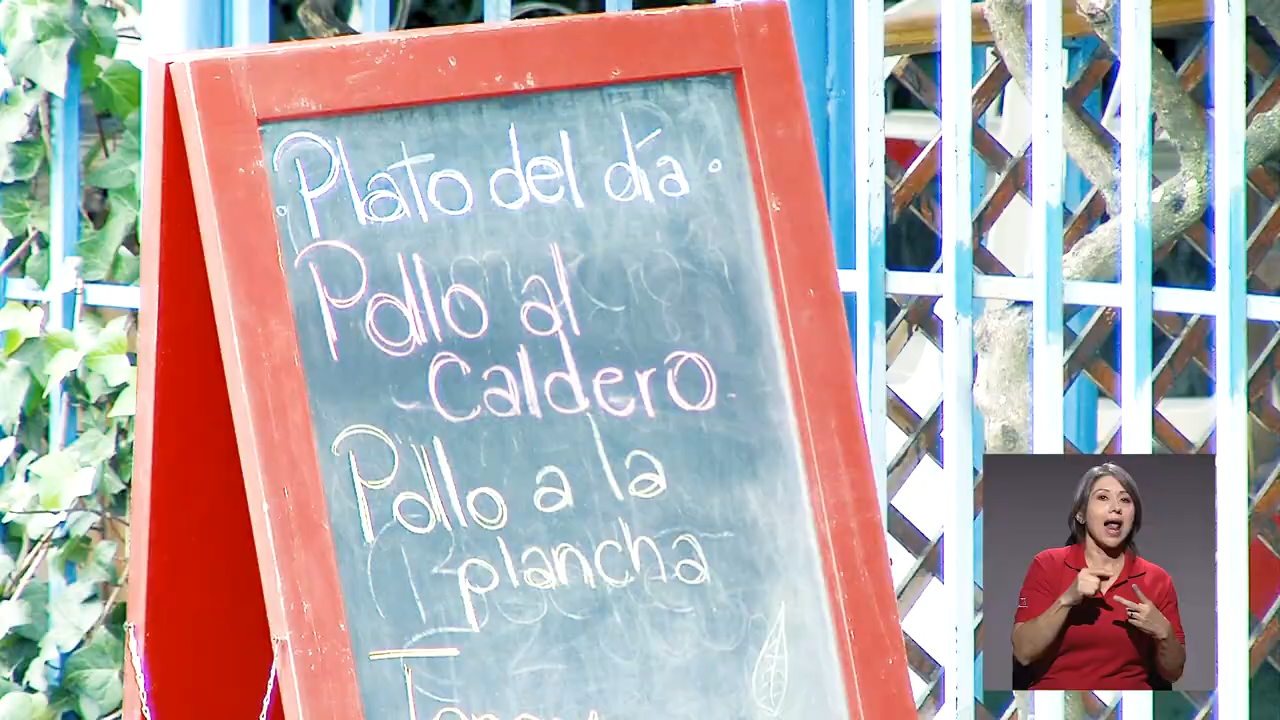 Plato del día.
Pollo al
Caldero
Pollo a la
plancha